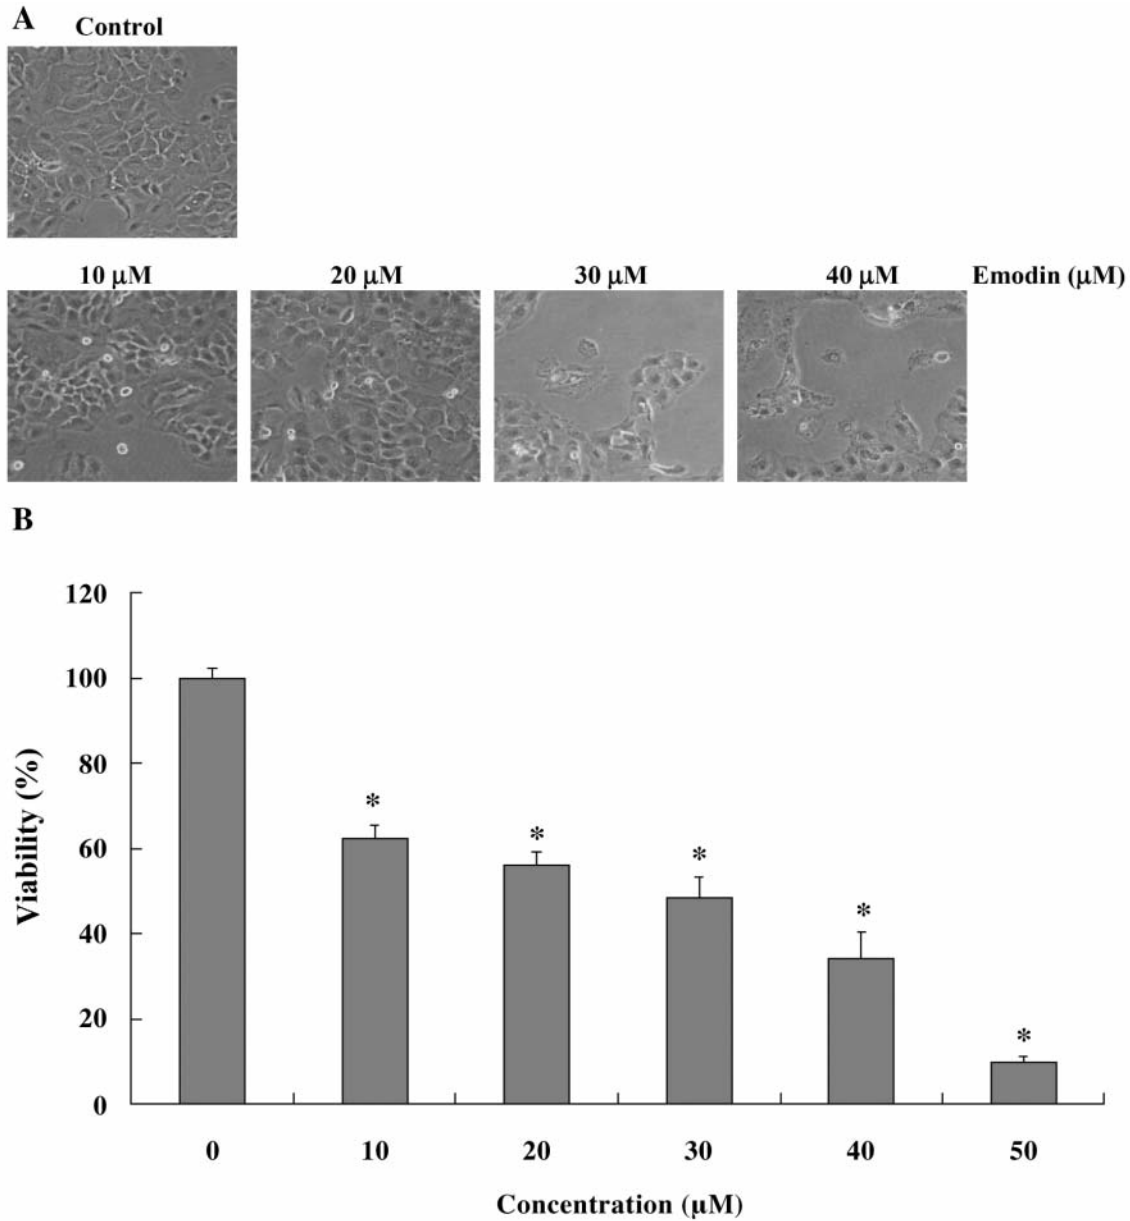 A
Control
10 μM 20 μM 30 μM 40 μM Emodin (μM)
B
120
100
80
60
40
20
0
Viability (%)
* * * * *
0 10 20 30 40 50
Concentration (μM)